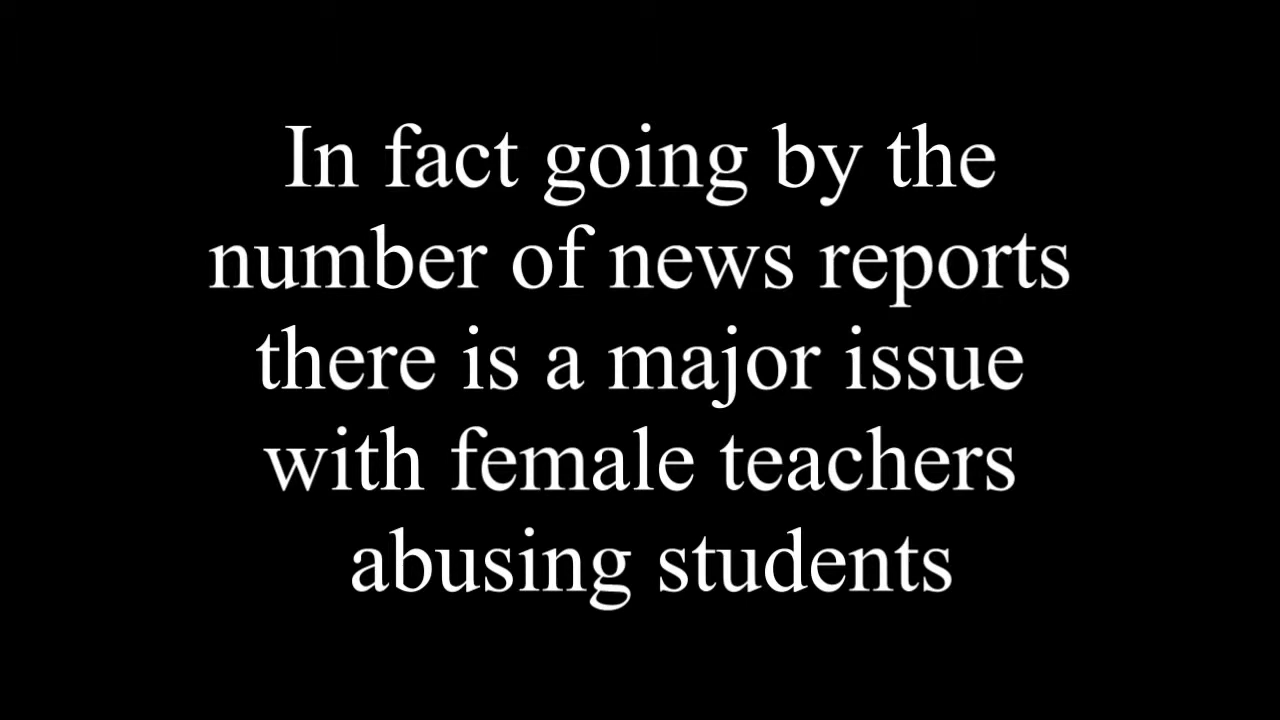 In fact going by the
number of news reports
there is a major issue
with female teachers
abusing students